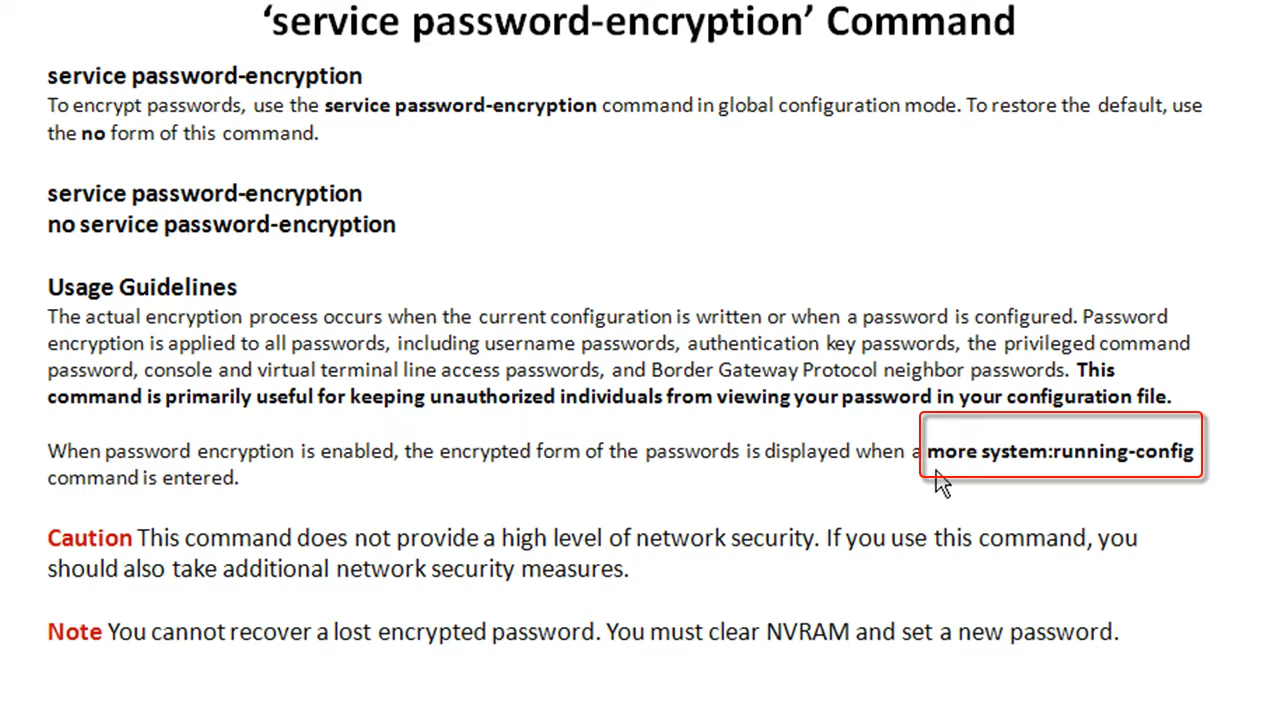 ‘service password-encryption’ Command
service password-encryption
To encrypt passwords, use the service password-encryption command in global configuration mode. To restore the default, use
the no form of this command.
service password-encryption
no service password-encryption
Usage Guidelines
The actual encryption process occurs when the current configuration is written or when a password is configured. Password
encryption is applied to all passwords, including username passwords, authentication key passwords, the privileged command
password, console and virtual terminal line access passwords, and Border Gateway Protocol neighbor passwords. This
command is primarily useful for keeping unauthorized individuals from viewing your password in your configuration file.
When password encryption is enabled, the encrypted form of the passwords is displayed when a more system:running-config
command is entered.
Caution This command does not provide a high level of network security. If you use this command, you
should also take additional network security measures.
Note You cannot recover a lost encrypted password. You must clear NVRAM and set a new password.